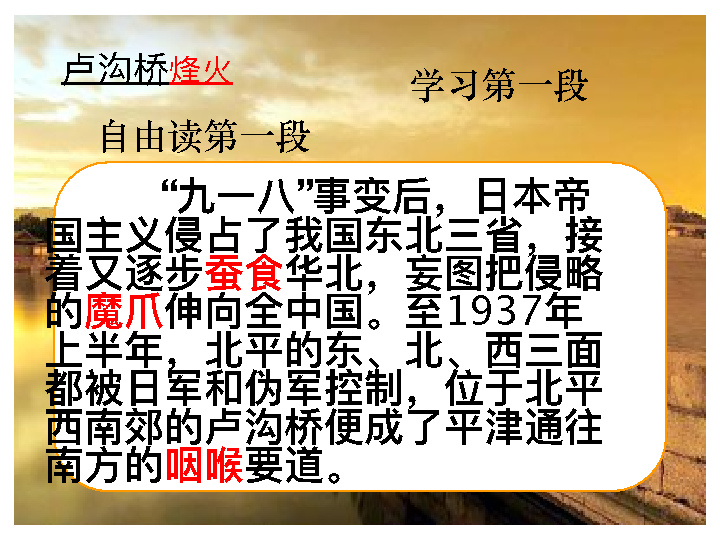 卢沟桥烽火
学习第一段
自由读第一段
“九一八”事变后，日本帝
国主义侵占了我国东北三省，接
着又逐步蚕食华北，妄图把侵略
的魔爪伸向全中国。至1937年
上半年，北平的东、北、西三面
都被日军和伪军控制，位于北平
西南郊的卢沟桥便成了平津通往
南方的咽喉要道。